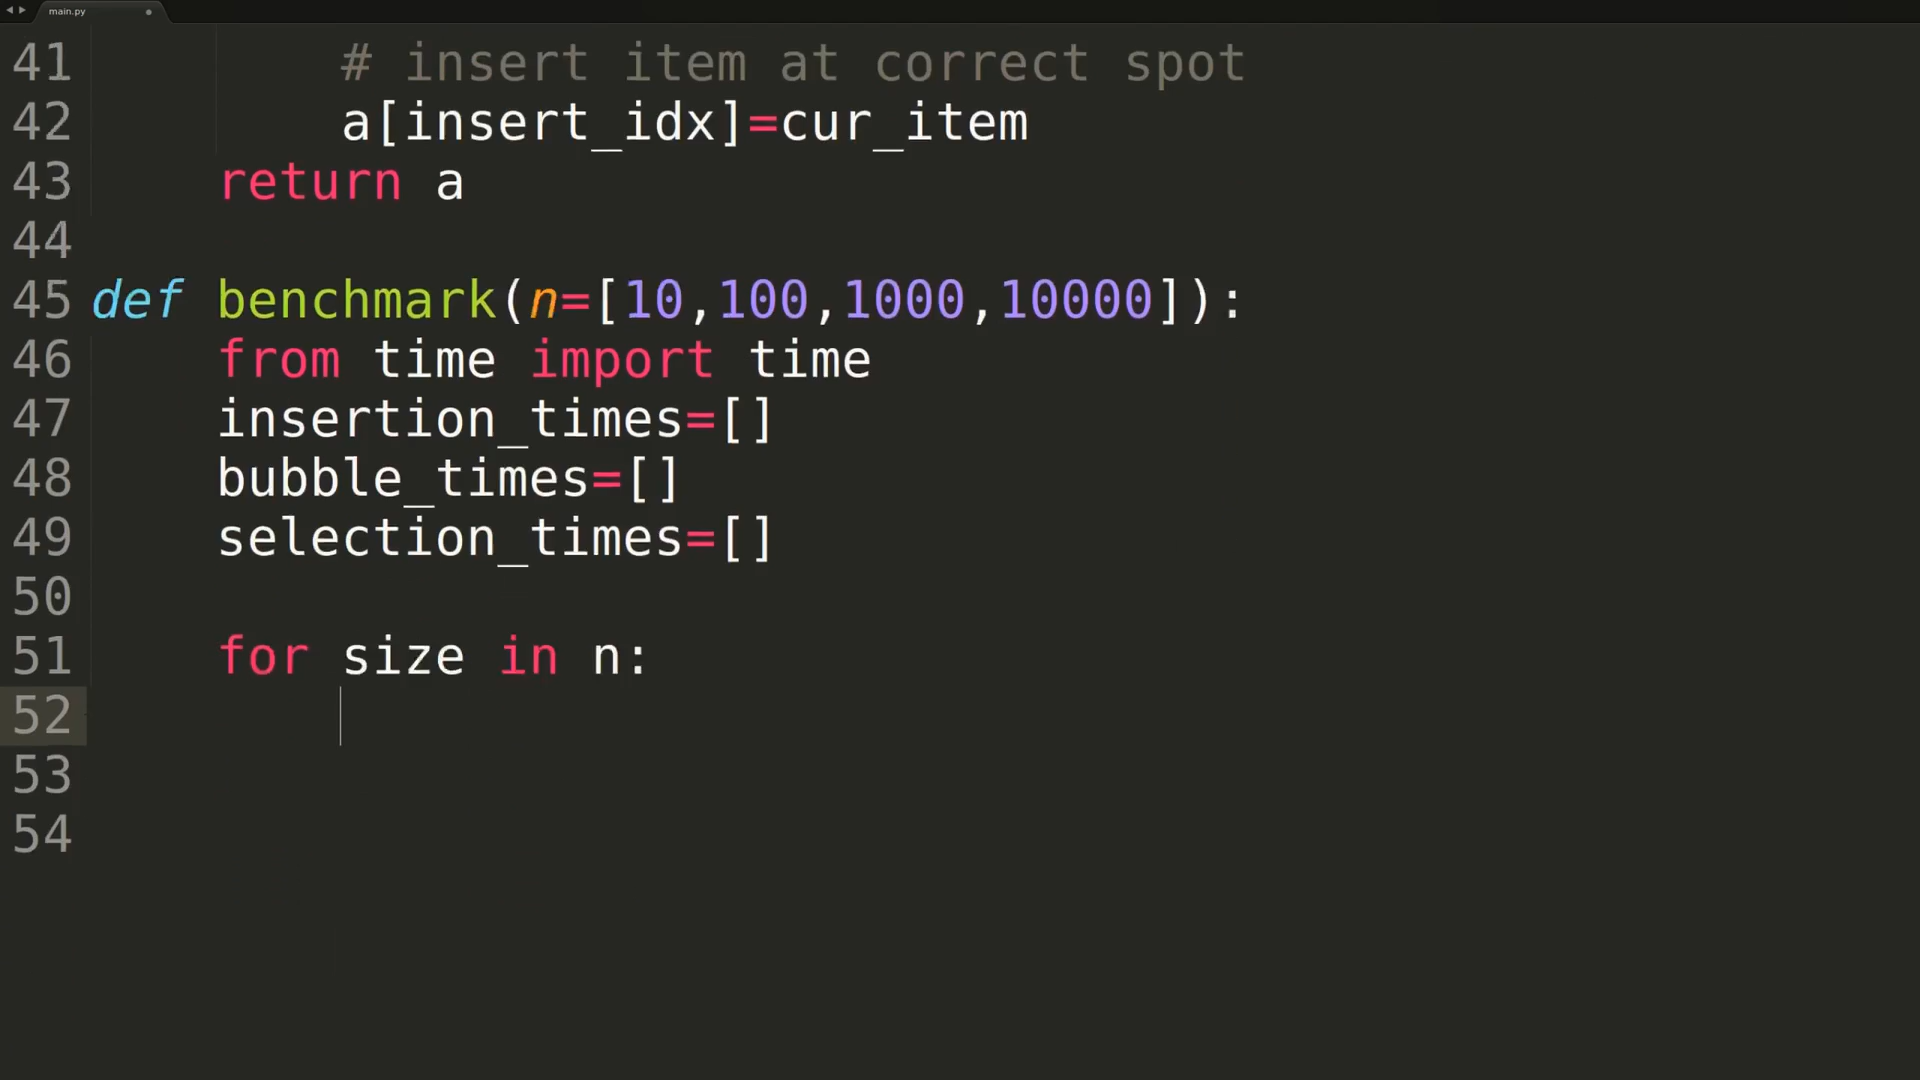 main.py
41 # insert item at correct spot
42 a[insert_idx]=cur_item
43 return a
44
45 def benchmark(n=[10,100,1000,10000]):
46 from time import time
47 insertion_times=[]
48 bubble_times=[]
49 selection_times=[]
50
51 for size in n:
52
53
54